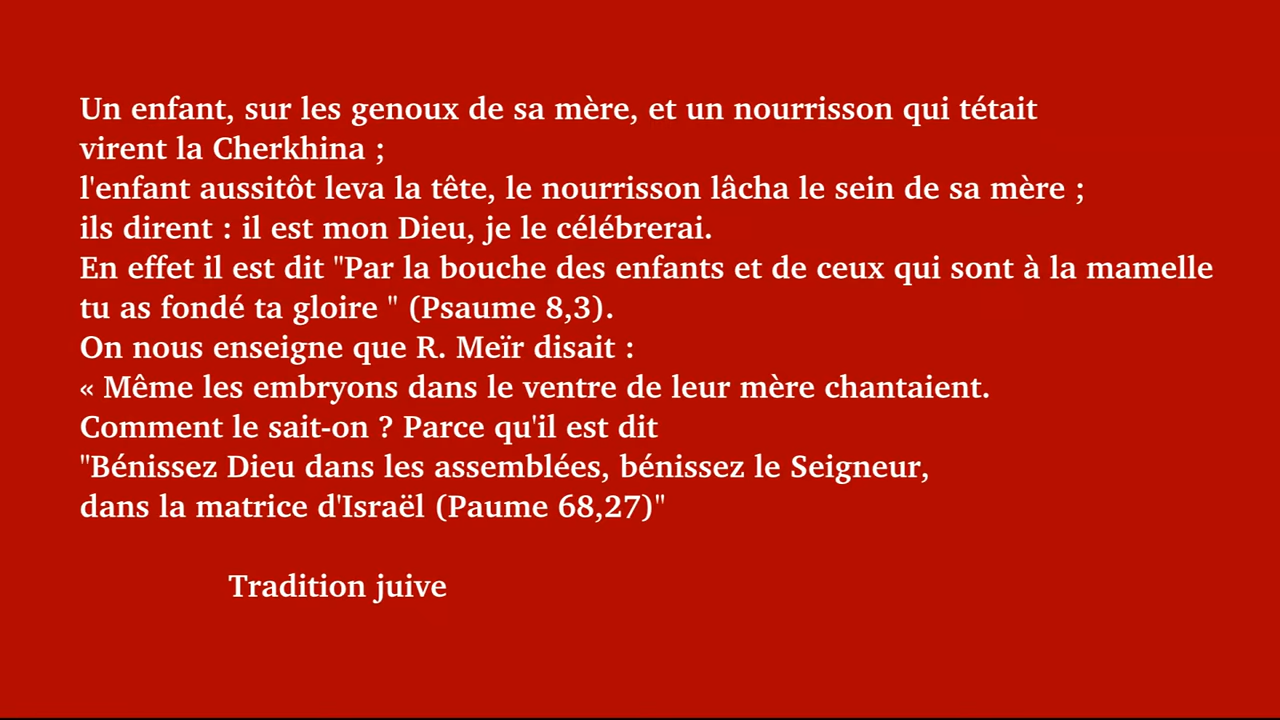 Un enfant, sur les genoux de sa mère, et un nourrisson qui tétait
virent la Cherkhina ;
l'enfant aussitôt leva la tête, le nourrisson lâcha le sein de sa mère ;
ils dirent : il est mon Dieu, je le célébrerai.
En effet il est dit "Par la bouche des enfants et de ceux qui sont à la mamelle
tu as fondé ta gloire " (Psaume 8,3).
On nous enseigne que R. Meïr disait :
« Même les embryons dans le ventre de leur mère chantaient.
Comment le sait-on ? Parce qu'il est dit
"Bénissez Dieu dans les assemblées, bénissez le Seigneur,
dans la matrice d'Israël (Paume 68,27)"
Tradition juive